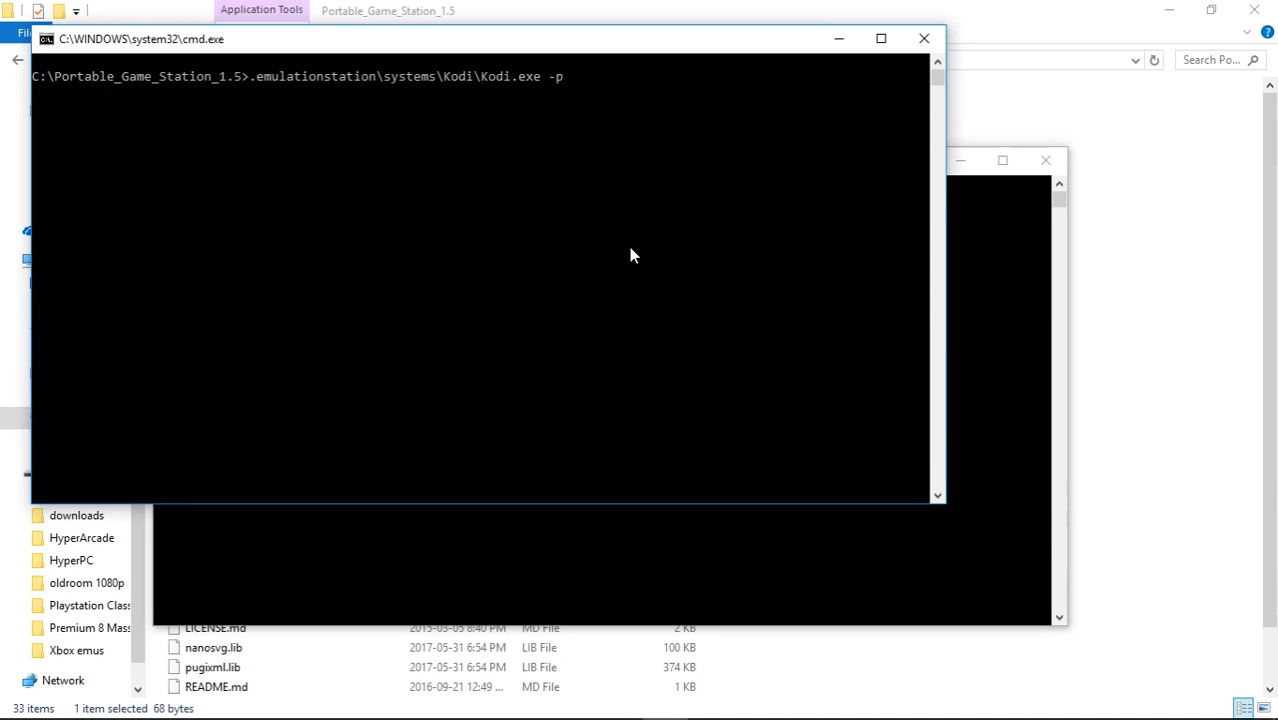 Application Tools
Portable_Game_Station_1.5
C:\WINDOWS\system32\cmd.exe
Search Po...
C:\Portable_Game_Station_1.5>.emulationstation\systems\Kodi\Kodi.exe -p
downloads
HyperArcade
HyperPC
oldroom 1080p
Playstation Clas
Premium 8 Mass
Xbox emus
Network
LICENSE.md 2015-03-05 8:40 PM MD File 2 KB
nanosvg.lib 2017-05-31 6:54 PM LIB File 100 KB
pugixml.lib 2017-05-31 6:54 PM LIB File 374 KB
README.md 2016-09-21 12:49 ... MD File 1 KB
33 items 1 item selected 68 bytes